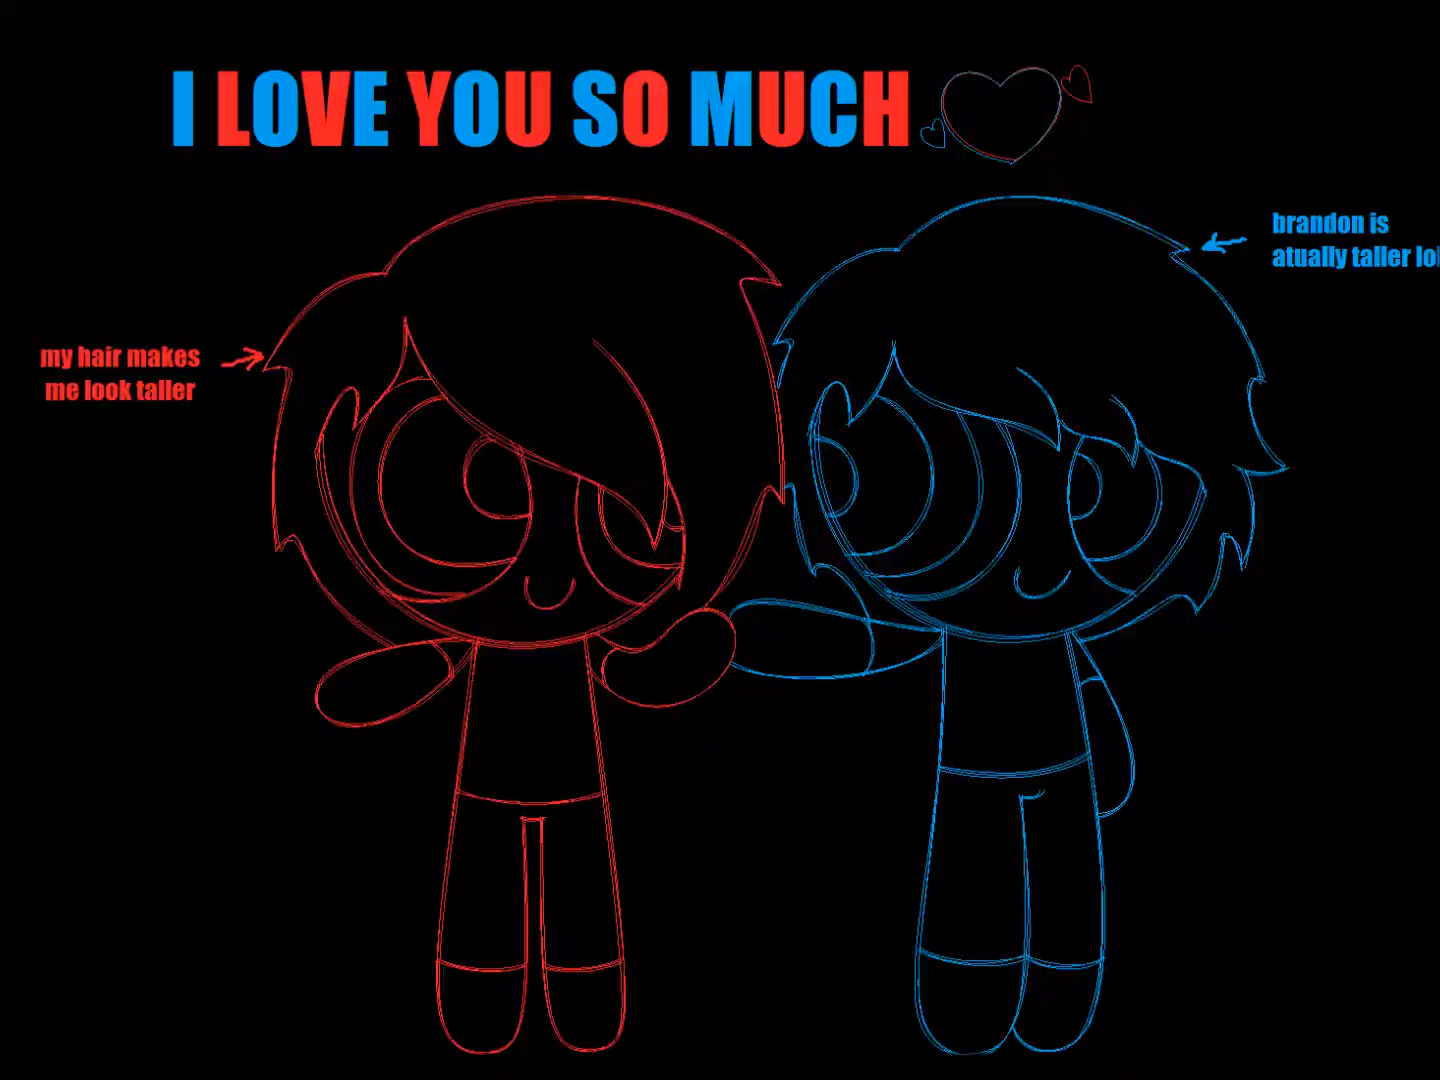 I LOVE YOU SO MUCH
brandon is
atually taller lol
my hair makes
me look taller